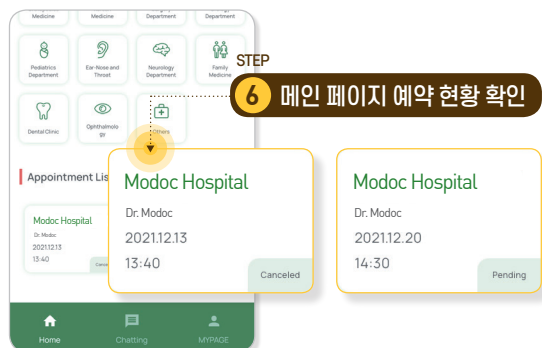 Medicine
Medicine
Department
Department
Pediatrics
Department
Ear-Nose and
Throat
Neurology
Department
Family
Medicine
STEP
6 메인 페이지 예약 현황 확인
Dental Clinic
Ophthalmolo
gy
Others
Appointment Lis
Modoc Hospital
Dr. Modoc
2021.12.13
13:40
Modoc Hospital
Dr. Modoc
2021.12.13
13:40
Canceled
Modoc Hospital
Dr. Modoc
2021.12.20
14:30
Pending
Home
Chatting
MYPAGE